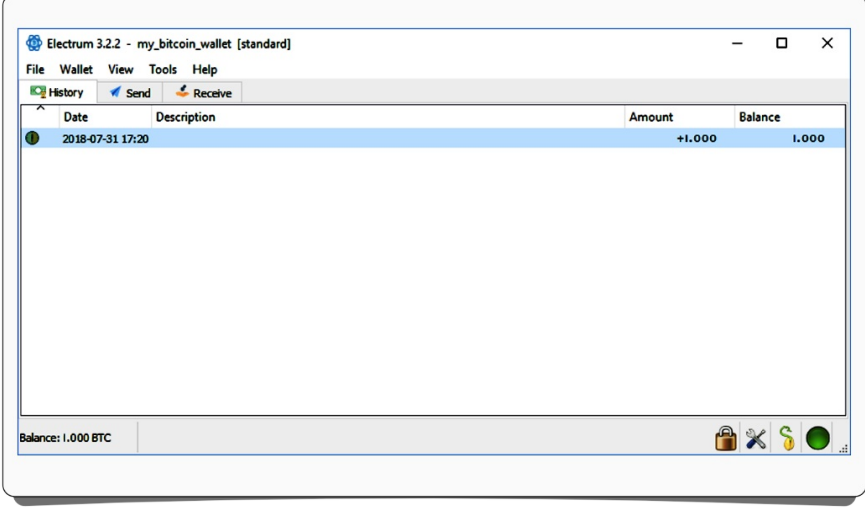 Electrum 3.2.2 - my_bitcoin_wallet [standard]
File Wallet View Tools Help
History Send Receive
Date Description Amount Balance
2018-07-31 17:20 +1.000 1.000
Balance: 1.000 BTC